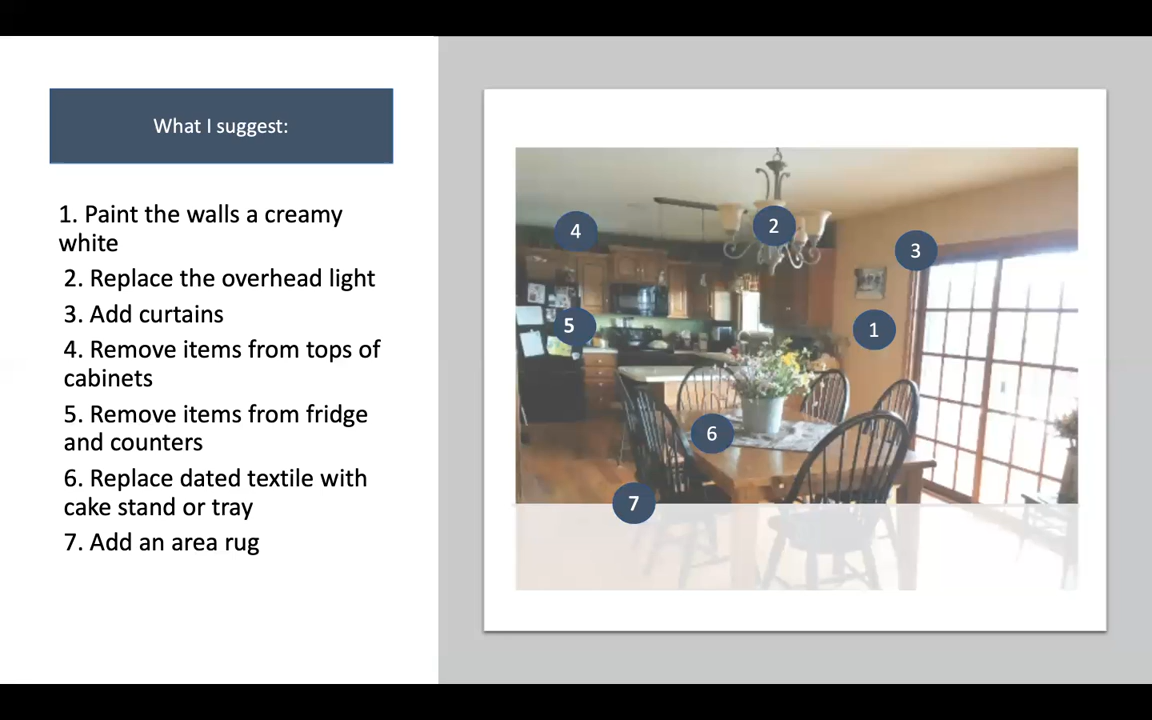 What I suggest:
1. Paint the walls a creamy
white
2. Replace the overhead light
3. Add curtains
4. Remove items from tops of
cabinets
5. Remove items from fridge
and counters
6. Replace dated textile with
cake stand or tray
7. Add an area rug
4
2
3
5
1
6
7